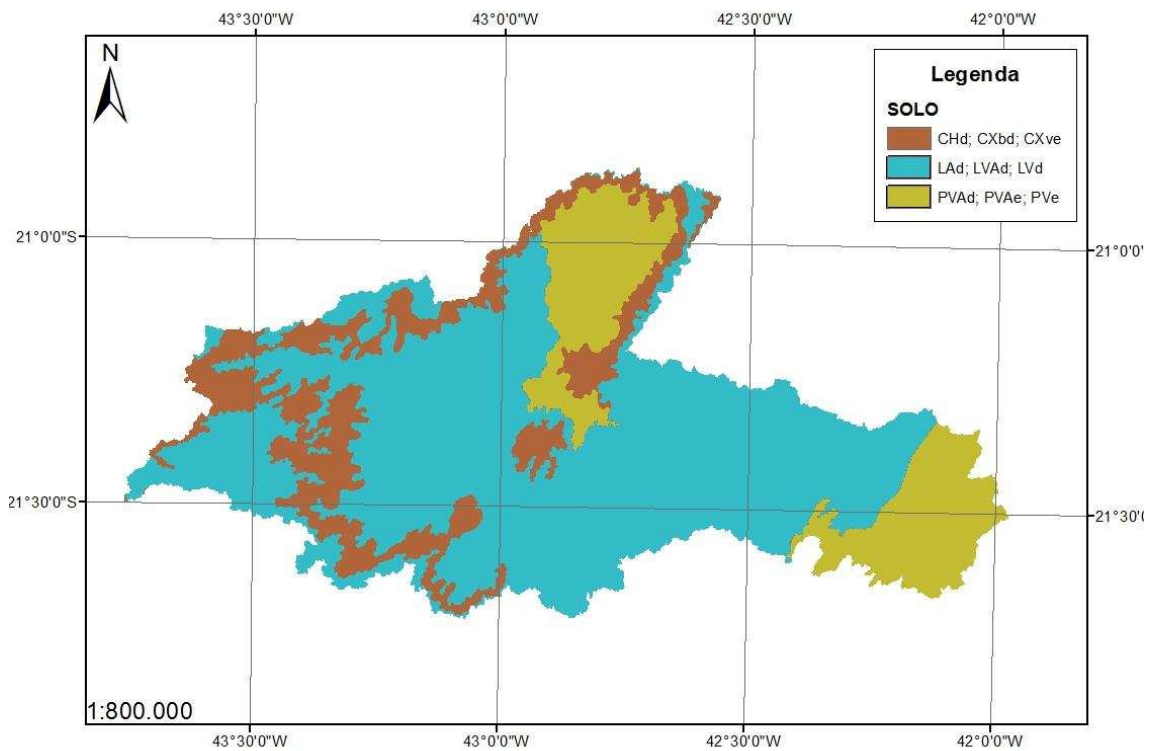 43°30'0"W 43°0'0"W 42°30'0"W 42°0'0"W
N
Legenda
SOLO
CHd; CXbd; CXve
LAd; LVAd; LVd
PVAd; PVAe; PVe
21°0'0"S 21°0'0'
21°30'0"S 21°30'(
1:800.000
43°30'0"W 43°0'0"W 42°30'0"W 42°0'0"W